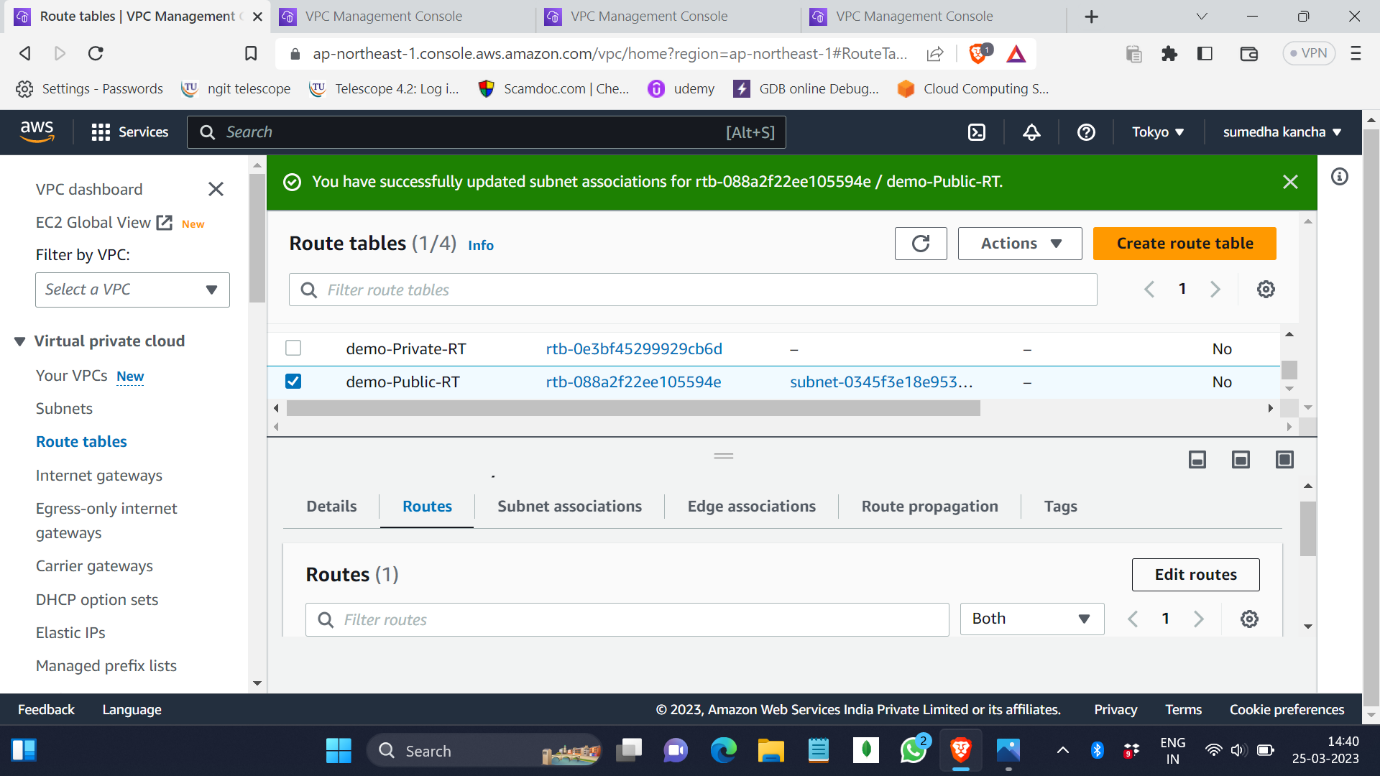 Route tables | VPC Management C
VPC Management Console
VPC Management Console
VPC Management Console
ap-northeast-1.console.aws.amazon.com/vpc/home?region=ap-northeast-1#RouteTa...
1
VPN
Settings - Passwords
TU
ngit telescope
TU
Telescope 4.2: Log i...
Scamdoc.com | Che...
udemy
GDB online Debug...
Cloud Computing S...
aws
Services
Search
[Alt+S]
Tokyo
sumedha kancha
VPC dashboard
EC2 Global View
New
Filter by VPC:
Select a VPC
Virtual private cloud
Your VPCs New
Subnets
Route tables
Internet gateways
Egress-only internet
gateways
Carrier gateways
DHCP option sets
Elastic IPs
Managed prefix lists
You have successfully updated subnet associations for rtb-088a2f22ee105594e / demo-Public-RT.
Route tables (1/4) Info
Actions
Create route table
Filter route tables
1
demo-Private-RT rtb-0e3bf45299929cb6d – – No
demo-Public-RT rtb-088a2f22ee105594e subnet-0345f3e18e953... – No
Details
Routes
Subnet associations
Edge associations
Route propagation
Tags
Routes (1)
Edit routes
Filter routes
Both
1
Feedback
Language
© 2023, Amazon Web Services India Private Limited or its affiliates.
Privacy
Terms
Cookie preferences
Search
2
9
ENG
IN
14:40
25-03-2023